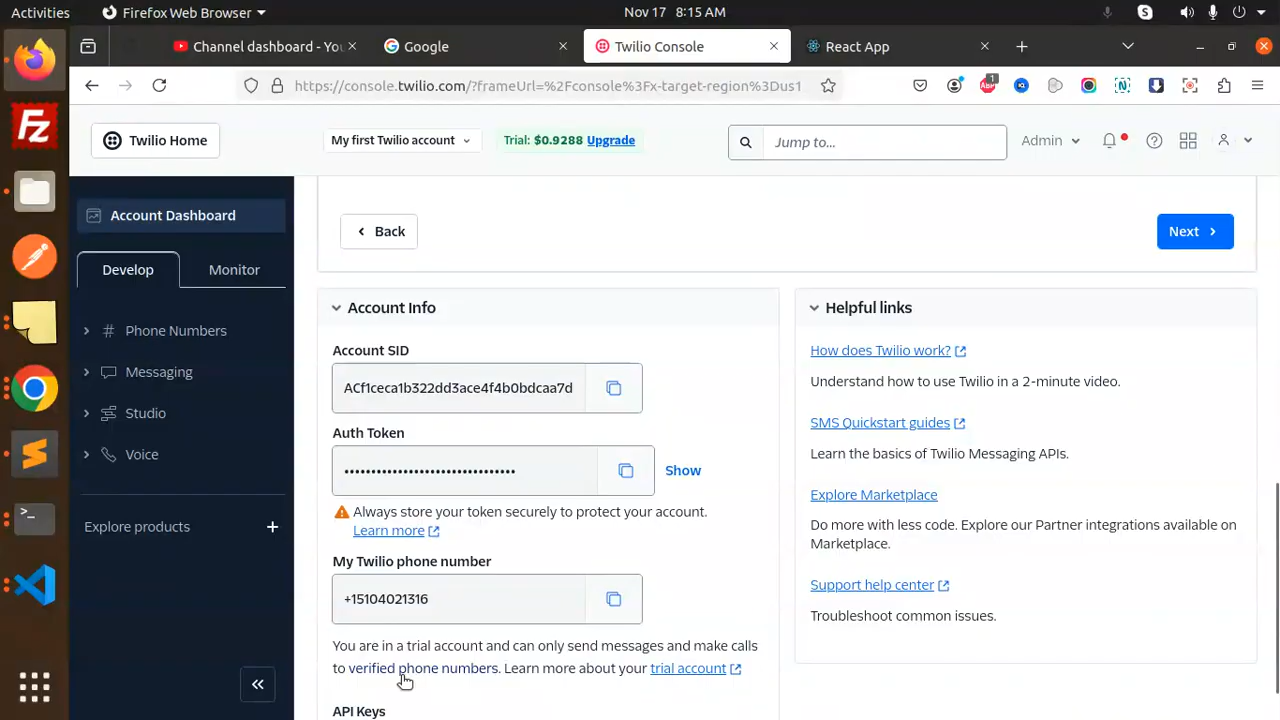 Activities
Firefox Web Browser
Nov 17 8:15 AM
Channel dashboard - You
Google
Twilio Console
React App
https://console.twilio.com/?frameUrl=%2Fconsole%3Fx-target-region%3Dus1
1
Twilio Home
My first Twilio account
Trial: $0.9288 Upgrade
Jump to...
Admin
Account Dashboard
Develop
Monitor
Phone Numbers
Messaging
Studio
Voice
Explore products
Back
Next
Account Info
Account SID
ACf1ceca1b322dd3ace4f4b0bdcaa7d
Auth Token
••••••••••••••••••••••••••••••••
Show
Always store your token securely to protect your account.
Learn more
My Twilio phone number
+15104021316
You are in a trial account and can only send messages and make calls
to verified phone numbers. Learn more about your trial account
API Keys
Helpful links
How does Twilio work?
Understand how to use Twilio in a 2-minute video.
SMS Quickstart guides
Learn the basics of Twilio Messaging APIs.
Explore Marketplace
Do more with less code. Explore our Partner integrations available on
Marketplace.
Support help center
Troubleshoot common issues.